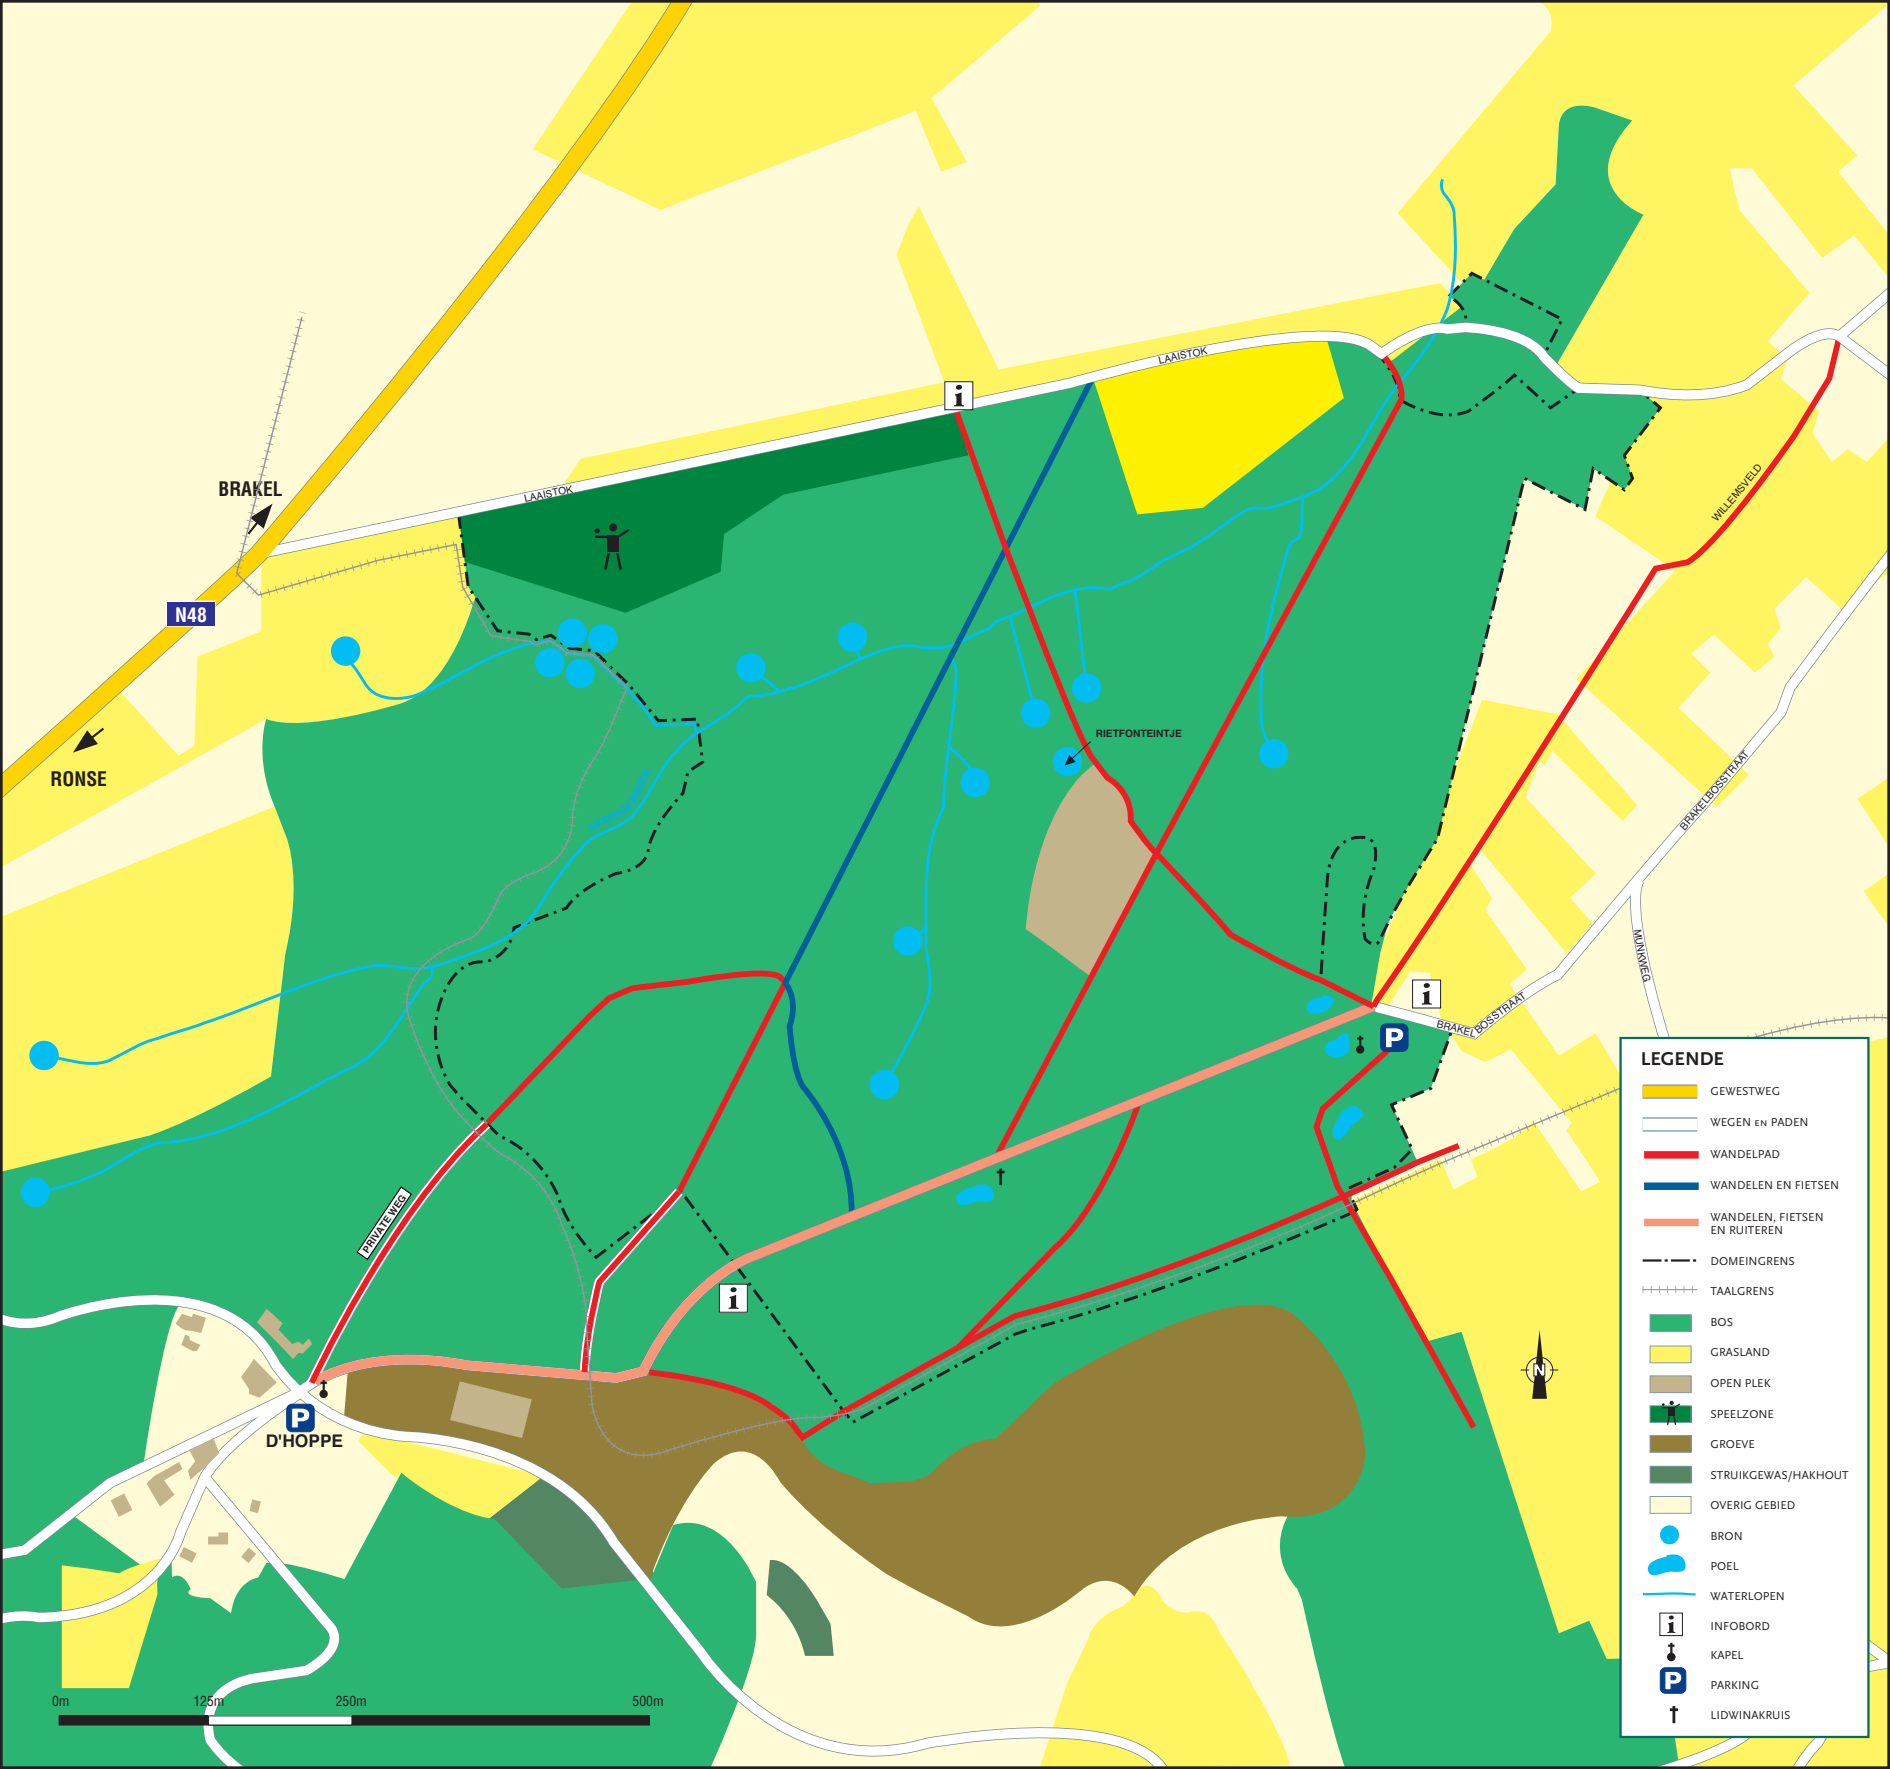 LAAISTOK
i
BRAKEL
LAAISTOK
WILLEMSVELD
N48
RIETFONTEINTJE
RONSE
BRAKELBOSSTRAAT
MUNKWEG
i
BRAKELBOSSTRAAT
P
PRIVATE WEG
i
N
P
D'HOPPE
LEGENDE
GEWESTWEG
WEGEN EN PADEN
WANDELPAD
WANDELEN EN FIETSEN
WANDELEN, FIETSEN
EN RUITEREN
DOMEINGRENS
TAALGRENS
BOS
GRASLAND
OPEN PLEK
SPEELZONE
GROEVE
STRUIKGEWAS/HAKHOUT
OVERIG GEBIED
BRON
POEL
WATERLOPEN
i INFOBORD
KAPEL
P PARKING
LIDWINAKRUIS
0m 125m 250m 500m